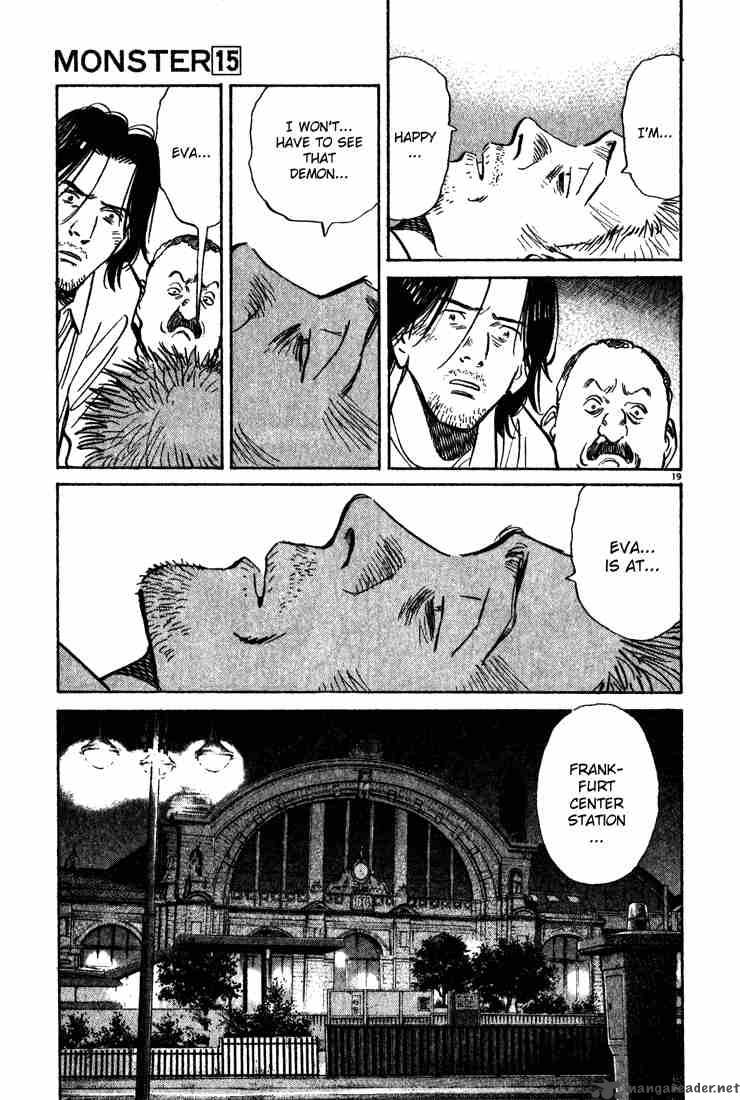 MONSTER 15
I'M...
HAPPY
...
I WON'T...
HAVE TO SEE
THAT
DEMON...
EVA...
19
EVA...
IS AT...
FRANK-
FURT
CENTER
STATION
...
mangareader.net